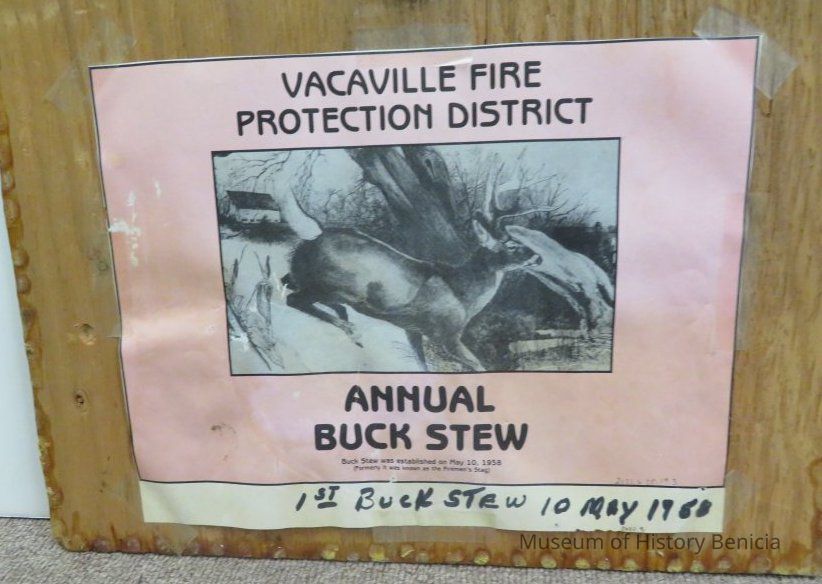 VACAVILLE FIRE
PROTECTION DISTRICT
ANNUAL
BUCK STEW
Buck Stew was established on May 10, 1958
(Formerly it was known as the Firemen's Stag)
1ST BUCK STEW 10 MAY 1958
Museum of History Benicia